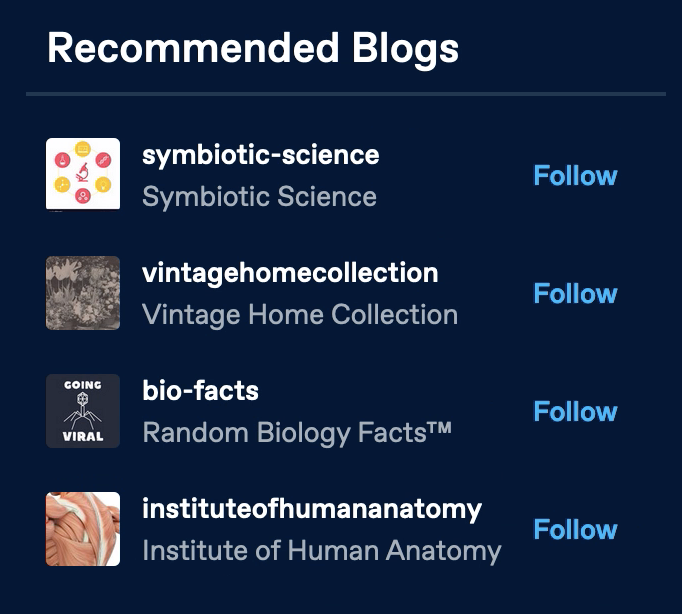 Recommended Blogs
symbiotic-science
Symbiotic Science
Follow
vintagehomecollection
Vintage Home Collection
Follow
GOING
VIRAL
bio-facts
Random Biology Facts™
Follow
instituteofhumananatomy
Institute of Human Anatomy
Follow